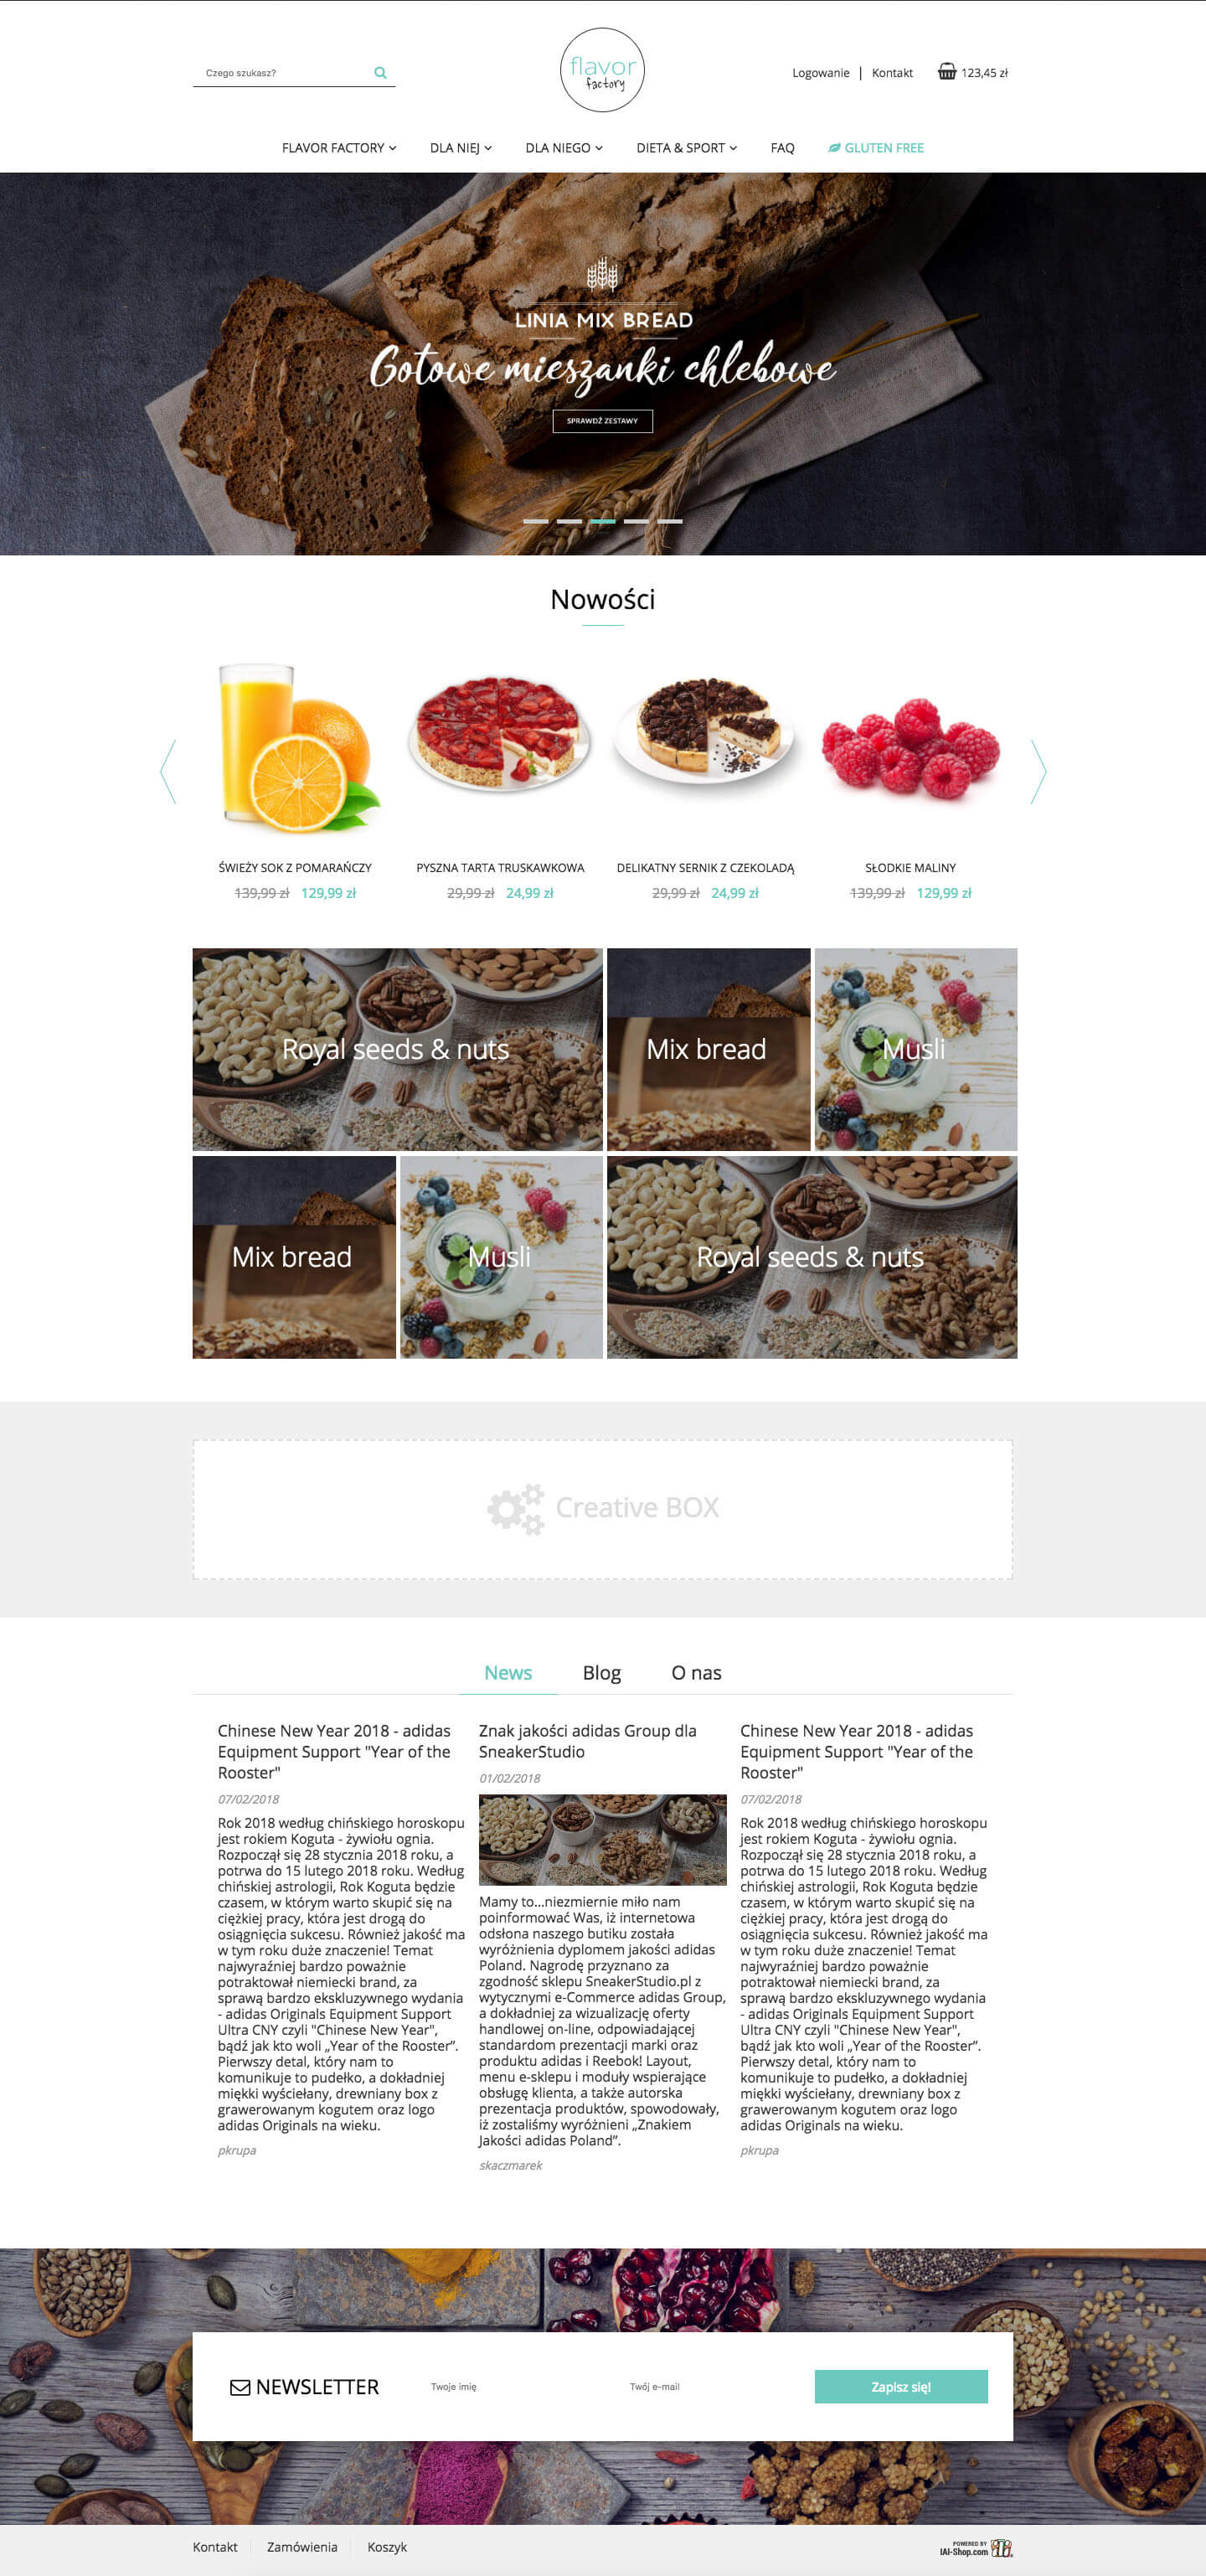 Czego szukasz?
flavor
factory
Logowanie
Kontakt
123,45 zł
FLAVOR FACTORY
DLA NIEJ
DLA NIEGO
DIETA & SPORT
FAQ
GLUTEN FREE
LINIA MIX BREAD
Gotowe mieszanki chlebowe
SPRAWDŹ ZESTAWY
Nowości
ŚWIEŻY SOK Z POMARAŃCZY
139,99 zł 129,99 zł
PYSZNA TARTA TRUSKAWKOWA
29,99 zł 24,99 zł
DELIKATNY SERNIK Z CZEKOLADĄ
29,99 zł 24,99 zł
SŁODKIE MALINY
139,99 zł 129,99 zł
Royal seeds & nuts
Mix bread
Musli
Mix bread
Musli
Royal seeds & nuts
Creative BOX
News
Blog
O nas
Chinese New Year 2018 - adidas
Equipment Support "Year of the
Rooster"
07/02/2018
Rok 2018 według chińskiego horoskopu
jest rokiem Koguta - żywiołu ognia.
Rozpoczął się 28 stycznia 2018 roku, a
potrwa do 15 lutego 2018 roku. Według
chińskiej astrologii, Rok Koguta będzie
czasem, w którym warto skupić się na
ciężkiej pracy, która jest drogą do
osiągnięcia sukcesu. Również jakość ma
w tym roku duże znaczenie! Temat
najwyraźniej bardzo poważnie
potraktował niemiecki brand, za
sprawą bardzo ekskluzywnego wydania
- adidas Originals Equipment Support
Ultra CNY czyli "Chinese New Year",
bądź jak kto woli „Year of the Rooster”.
Pierwszy detal, który nam to
komunikuje to pudełko, a dokładniej
miękki wyściełany, drewniany box z
grawerowanym kogutem oraz logo
adidas Originals na wieku.
pkrupa
Znak jakości adidas Group dla
SneakerStudio
01/02/2018
Mamy to...niezmiernie miło nam
poinformować Was, iż internetowa
odsłona naszego butiku została
wyróżnienia dyplomem jakości adidas
Poland. Nagrodę przyznano za
zgodność sklepu SneakerStudio.pl z
wytycznymi e-Commerce adidas Group,
a dokładniej za wizualizację oferty
handlowej on-line, odpowiadającej
standardom prezentacji marki oraz
produktu adidas i Reebok! Layout,
menu e-sklepu i moduły wspierające
obsługę klienta, a także autorska
prezentacja produktów, spowodowały,
iż zostaliśmy wyróżnieni „Znakiem
Jakości adidas Poland”.
skaczmarek
Chinese New Year 2018 - adidas
Equipment Support "Year of the
Rooster"
07/02/2018
Rok 2018 według chińskiego horoskopu
jest rokiem Koguta - żywiołu ognia.
Rozpoczął się 28 stycznia 2018 roku, a
potrwa do 15 lutego 2018 roku. Według
chińskiej astrologii, Rok Koguta będzie
czasem, w którym warto skupić się na
ciężkiej pracy, która jest drogą do
osiągnięcia sukcesu. Również jakość ma
w tym roku duże znaczenie! Temat
najwyraźniej bardzo poważnie
potraktował niemiecki brand, za
sprawą bardzo ekskluzywnego wydania
- adidas Originals Equipment Support
Ultra CNY czyli "Chinese New Year",
bądź jak kto woli „Year of the Rooster”.
Pierwszy detal, który nam to
komunikuje to pudełko, a dokładniej
miękki wyściełany, drewniany box z
grawerowanym kogutem oraz logo
adidas Originals na wieku.
pkrupa
NEWSLETTER
Twoje imię
Twój e-mail
Zapisz się!
Kontakt
Zamówienia
Koszyk
POWERED BY
IAI-Shop.com